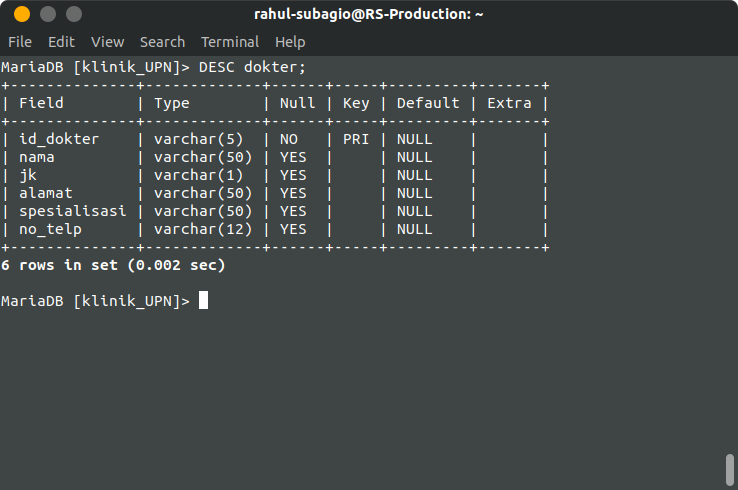 rahul-subagio@RS-Production: ~
File Edit View Search Terminal Help
MariaDB [klinik_UPN]> DESC dokter;
+--------------+-------------+------+-----+---------+-------+
| Field        | Type        | Null | Key | Default | Extra |
+--------------+-------------+------+-----+---------+-------+
| id_dokter    | varchar(5)  | NO   | PRI | NULL    |       |
| nama         | varchar(50) | YES  |     | NULL    |       |
| jk           | varchar(1)  | YES  |     | NULL    |       |
| alamat       | varchar(50) | YES  |     | NULL    |       |
| spesialisasi | varchar(50) | YES  |     | NULL    |       |
| no_telp      | varchar(12) | YES  |     | NULL    |       |
+--------------+-------------+------+-----+---------+-------+
6 rows in set (0.002 sec)
MariaDB [klinik_UPN]>